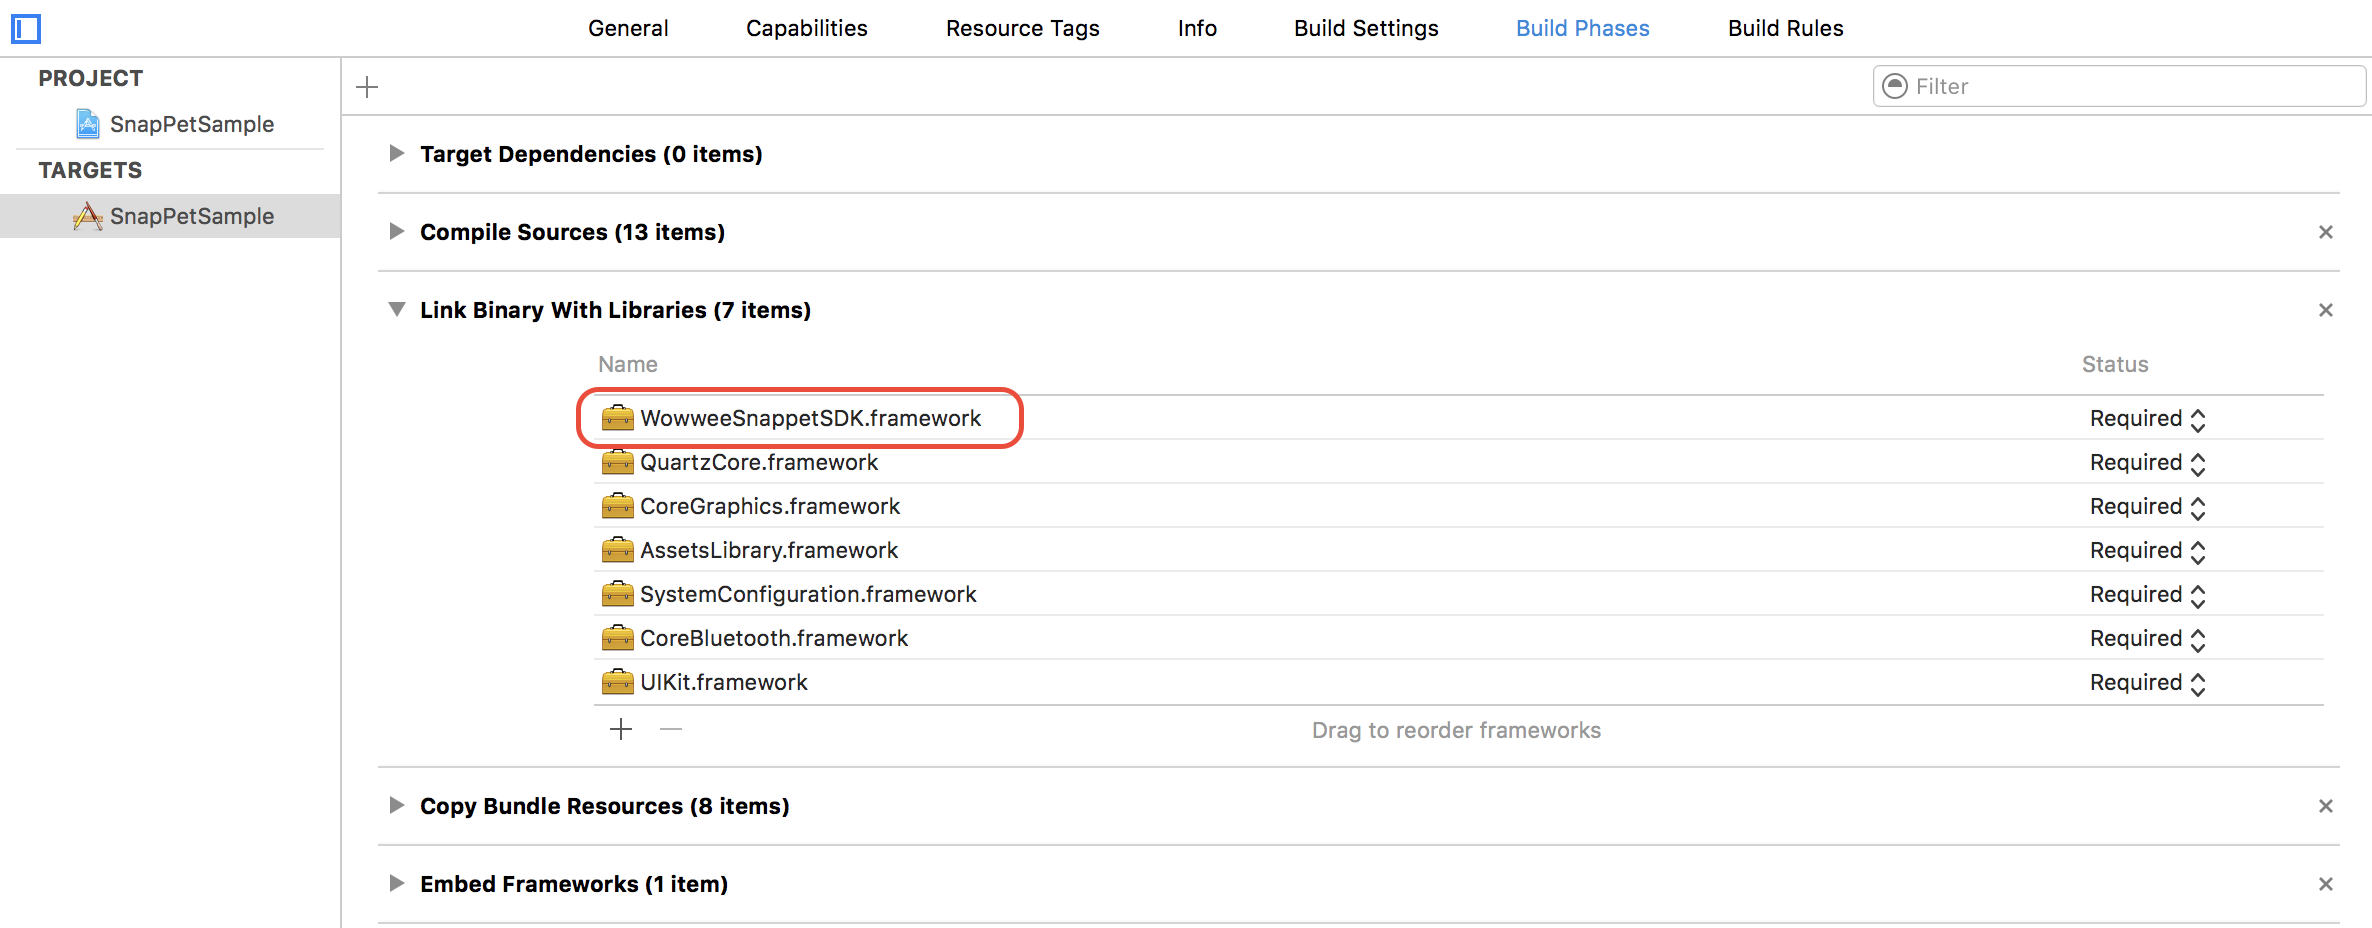 General Capabilities Resource Tags Info Build Settings Build Phases Build Rules
PROJECT
SnapPetSample
TARGETS
SnapPetSample
Filter
Target Dependencies (0 items)
Compile Sources (13 items)
Link Binary With Libraries (7 items)
Name Status
WowweeSnappetSDK.framework Required
QuartzCore.framework Required
CoreGraphics.framework Required
AssetsLibrary.framework Required
SystemConfiguration.framework Required
CoreBluetooth.framework Required
UIKit.framework Required
Drag to reorder frameworks
Copy Bundle Resources (8 items)
Embed Frameworks (1 item)